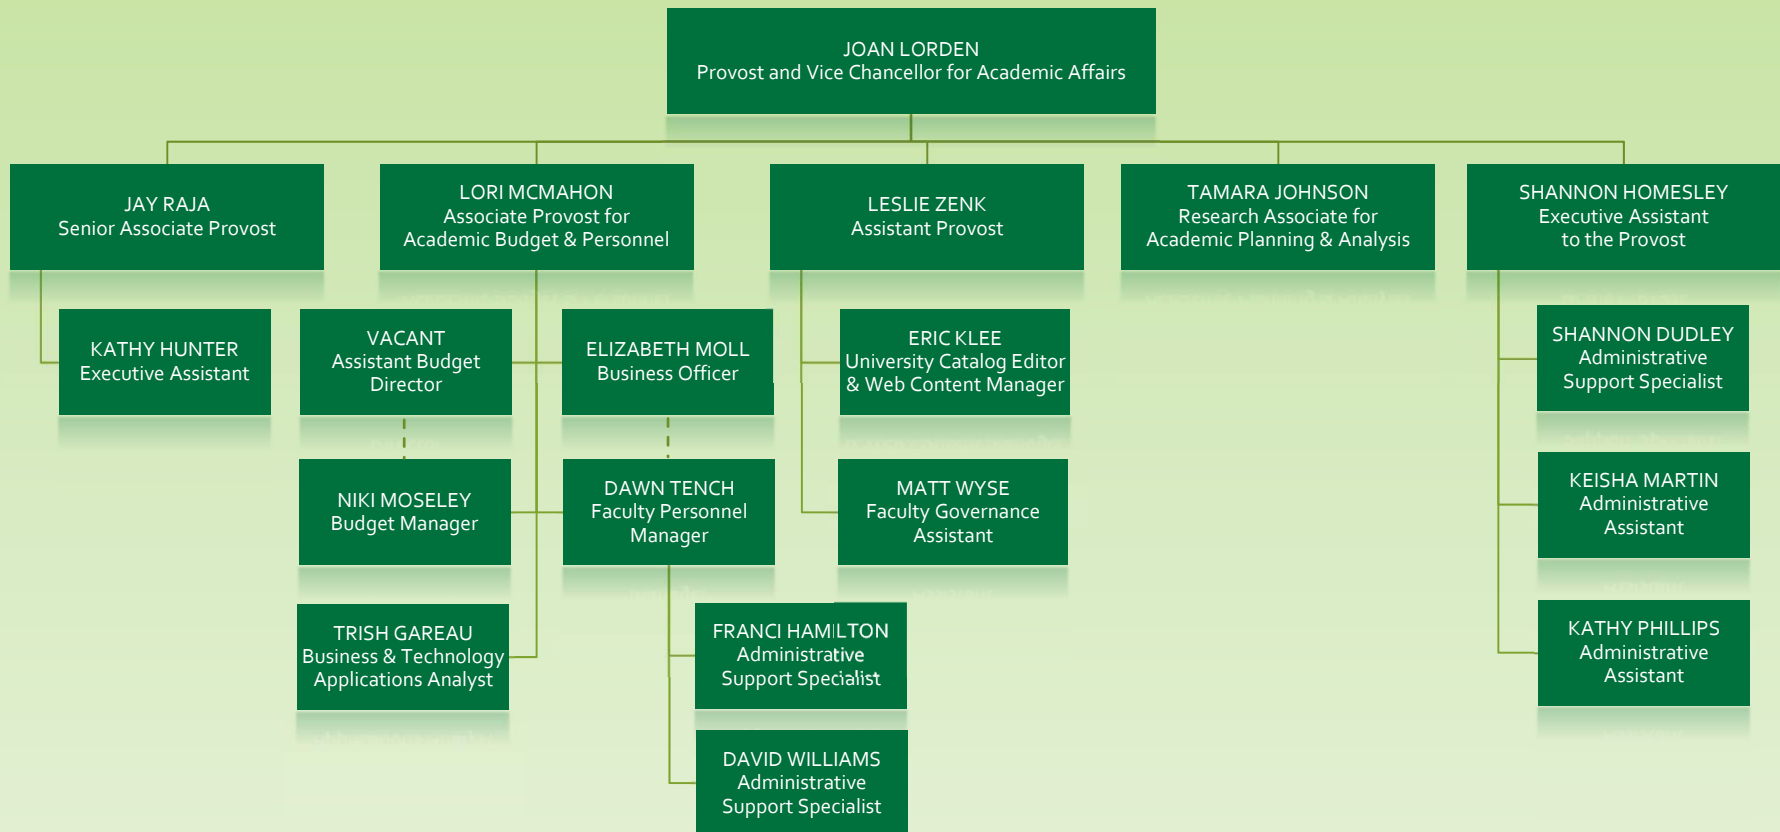 JOAN LORDEN
Provost and Vice Chancellor for Academic Affairs
JAY RAJA
Senior Associate Provost
LORI MCMAHON
Associate Provost for
Academic Budget & Personnel
LESLIE ZENK
Assistant Provost
TAMARA JOHNSON
Research Associate for
Academic Planning & Analysis
SHANNON HOMESLEY
Executive Assistant
to the Provost
KATHY HUNTER
Executive Assistant
VACANT
Assistant Budget
Director
ELIZABETH MOLL
Business Officer
ERIC KLEE
University Catalog Editor
& Web Content Manager
SHANNON DUDLEY
Administrative
Support Specialist
NIKI MOSELEY
Budget Manager
DAWN TENCH
Faculty Personnel
Manager
MATT WYSE
Faculty Governance
Assistant
KEISHA MARTIN
Administrative
Assistant
TRISH GAREAU
Business & Technology
Applications Analyst
FRANCI HAMILTON
Administrative
Support Specialist
KATHY PHILLIPS
Administrative
Assistant
DAVID WILLIAMS
Administrative
Support Specialist